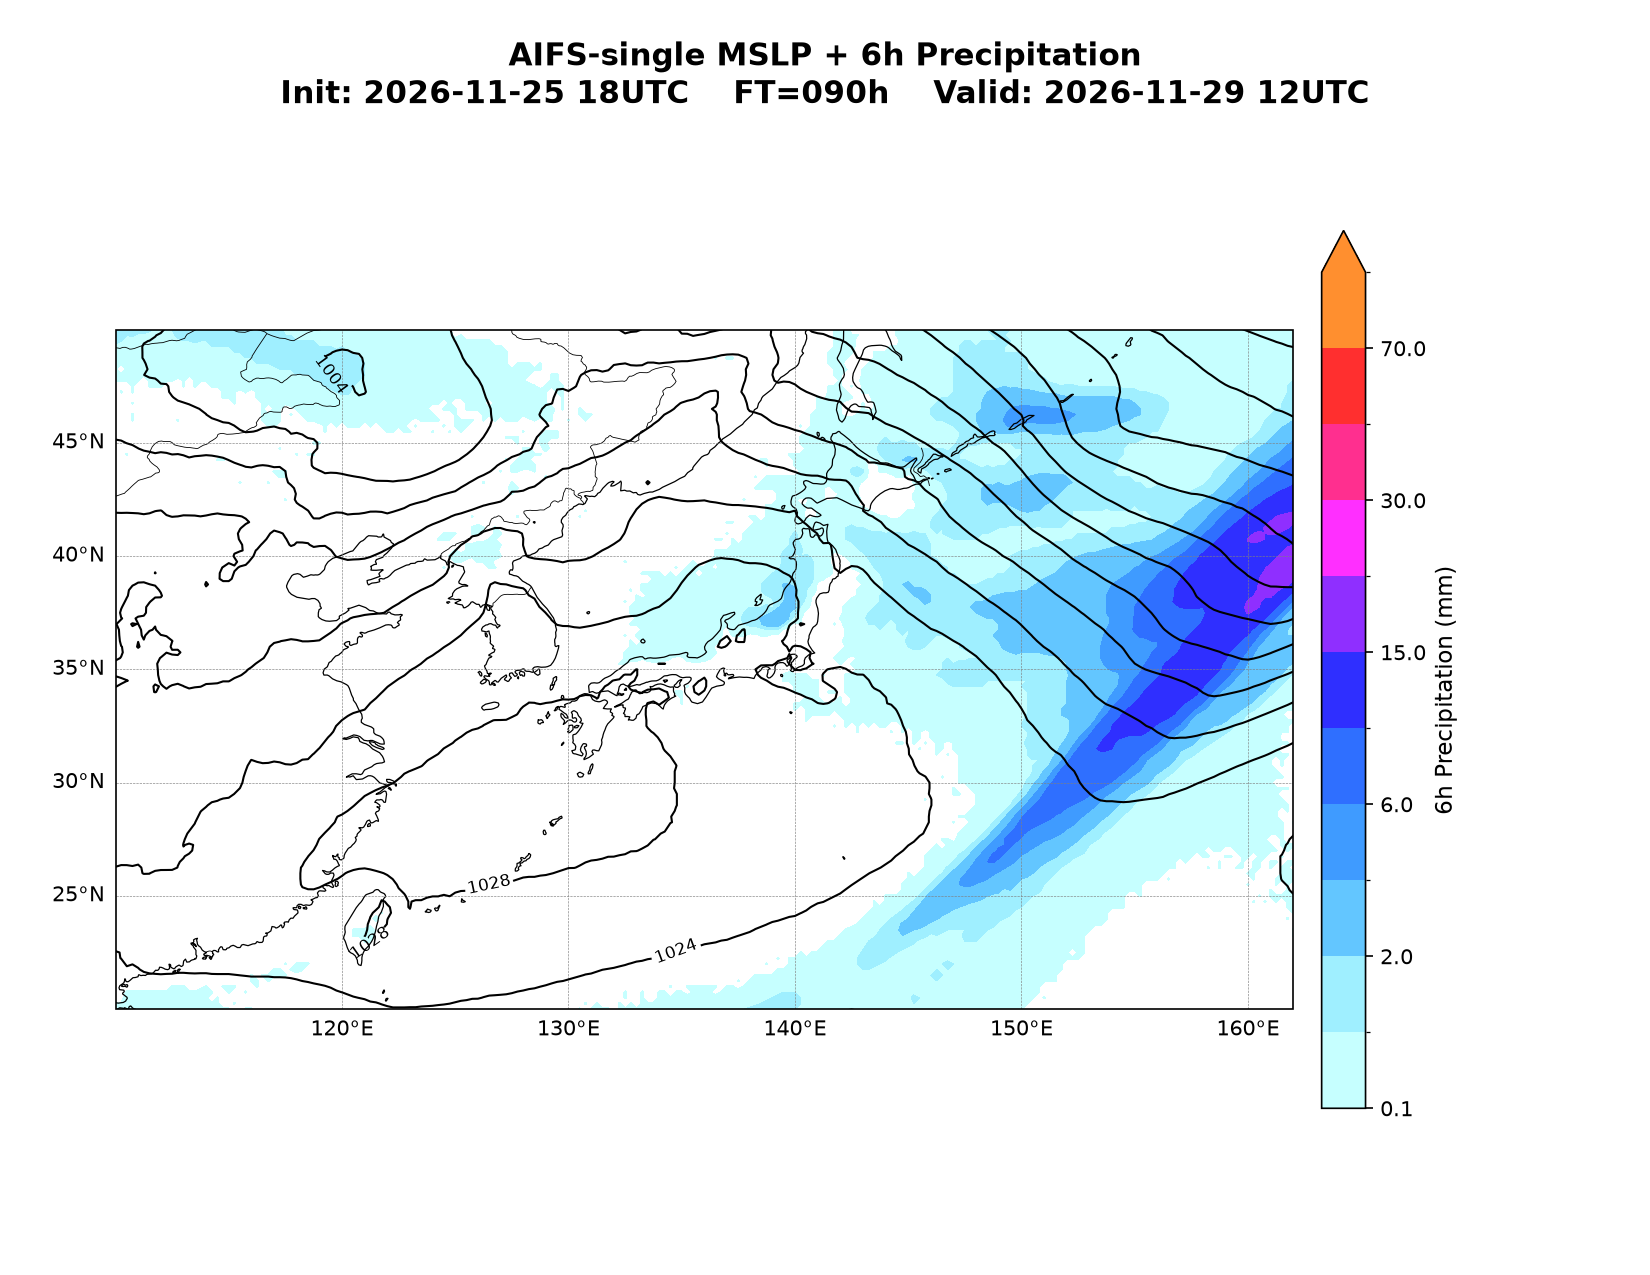 AIFS-single MSLP + 6h Precipitation
Init: 2026-11-25 18UTC    FT=090h    Valid: 2026-11-29 12UTC
70.0
30.0
15.0
6.0
2.0
0.1
6h Precipitation (mm)
45°N
40°N
35°N
30°N
25°N
120°E
130°E
140°E
150°E
160°E
1004
1028
1028
1024